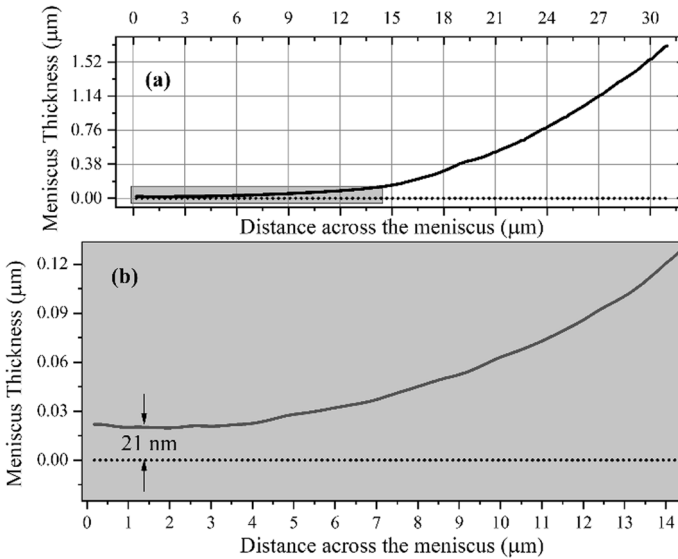 0 3 6 9 12 15 18 21 24 27 30
Meniscus Thickness (μm)
1.52
1.14
0.76
0.38
0.00
(a)
Distance across the meniscus (μm)
Meniscus Thickness (μm)
0.12
0.09
0.06
0.03
0.00
(b)
21 nm
0 1 2 3 4 5 6 7 8 9 10 11 12 13 14
Distance across the meniscus (μm)